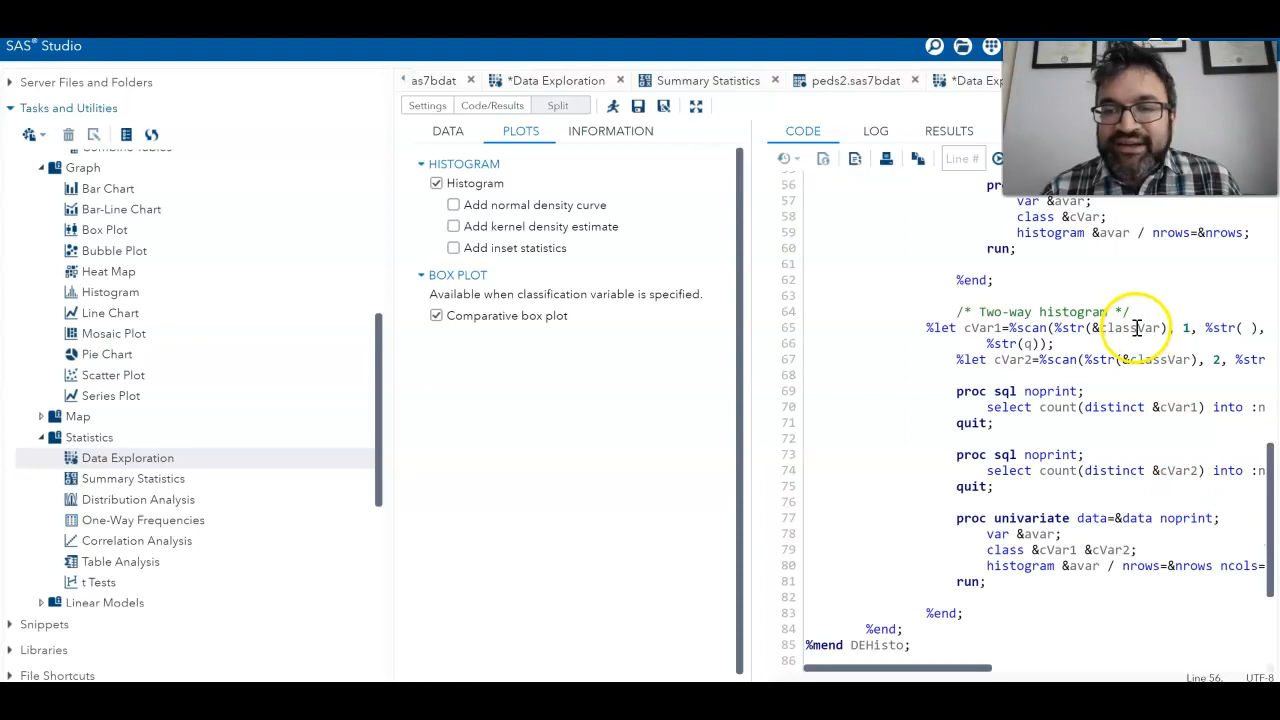 SAS® Studio
Server Files and Folders
Tasks and Utilities
Graph
Bar Chart
Bar-Line Chart
Box Plot
Bubble Plot
Heat Map
Histogram
Line Chart
Mosaic Plot
Pie Chart
Scatter Plot
Series Plot
Map
Statistics
Data Exploration
Summary Statistics
Distribution Analysis
One-Way Frequencies
Correlation Analysis
Table Analysis
t Tests
Linear Models
Snippets
Libraries
File Shortcuts
as7bdat *Data Exploration Summary Statistics peds2.sas7bdat *Data Exp
Settings Code/Results Split
DATA PLOTS INFORMATION
HISTOGRAM
Histogram
Add normal density curve
Add kernel density estimate
Add inset statistics
BOX PLOT
Available when classification variable is specified.
Comparative box plot
CODE LOG RESULTS
Line #
56 pr
57 var &avar;
58 class &cVar;
59 histogram &avar / nrows=&nrows;
60 run;
61
62 %end;
63
64 /* Two-way histogram */
65 %let cVar1=%scan(%str(&classVar), 1, %str( ),
66 %str(q));
67 %let cVar2=%scan(%str(&classVar), 2, %str
68
69 proc sql noprint;
70 select count(distinct &cVar1) into :n
71 quit;
72
73 proc sql noprint;
74 select count(distinct &cVar2) into :n
75 quit;
76
77 proc univariate data=&data noprint;
78 var &avar;
79 class &cVar1 &cVar2;
80 histogram &avar / nrows=&nrows ncols=
81 run;
82
83 %end;
84 %end;
85 %mend DEHisto;
86
Line 56, UTF-8